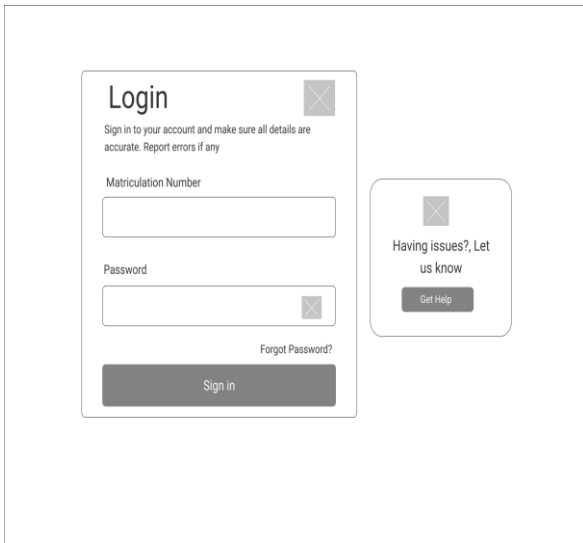 Login
Sign in to your account and make sure all details are
accurate. Report errors if any
Matriculation Number
Password
Forgot Password?
Sign in
Having issues?, Let
us know
Get Help